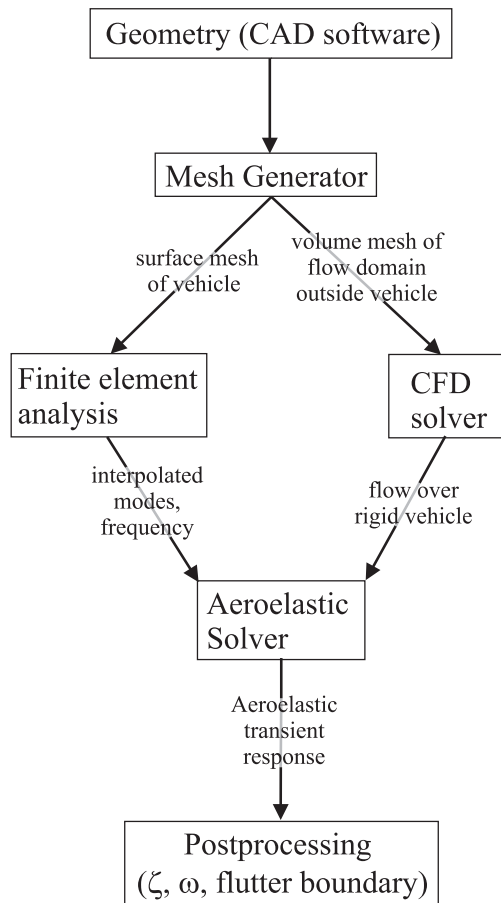 Geometry (CAD software)
Mesh Generator
surface mesh
of vehicle
volume mesh of
flow domain
outside vehicle
Finite element
analysis
CFD
solver
interpolated
modes,
frequency
flow over
rigid vehicle
Aeroelastic
Solver
Aeroelastic
transient
response
Postprocessing
(ζ, ω, flutter boundary)